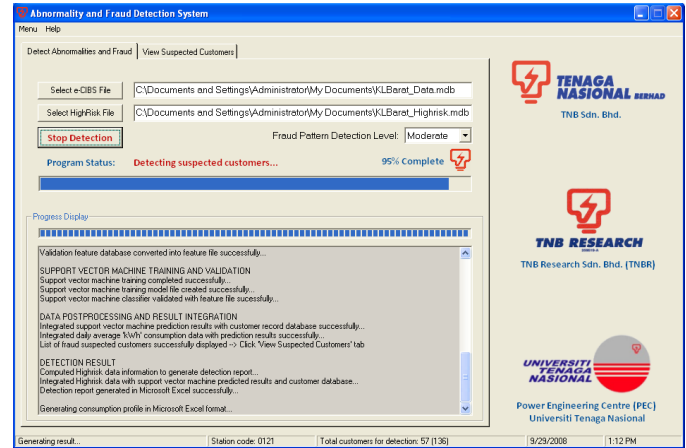 Abnormality and Fraud Detection System
Menu Help
Detect Abnormalities and Fraud View Suspected Customers
Select e-CIBS File C:\Documents and Settings\Administrator\My Documents\KLBarat_Data.mdb
Select HighRisk File C:\Documents and Settings\Administrator\My Documents\KLBarat_Highrisk.mdb
Stop Detection Fraud Pattern Detection Level: Moderate
Program Status: Detecting suspected customers... 95% Complete
Progress Display
Validation feature database converted into feature file successfully...
SUPPORT VECTOR MACHINE TRAINING AND VALIDATION
Support vector machine training completed successfully...
Support vector machine training model file created successfully...
Support vector machine classifier validated with feature file sucessfully...
DATA POSTPROCESSING AND RESULT INTEGRATION
Integrated support vector machine prediction results with customer record database successfully...
Integrated daily average 'kWh' consumption data with prediction results successfully...
List of fraud suspected customers successfully displayed --> Click 'View Suspected Customers' tab
DETECTION RESULT
Computed Highrisk data information to generate detection report...
Integrated Highrisk data with support vector machine predicted results and customer database...
Detection report generated in Microsoft Excel successfully...
Generating consumption profile in Microsoft Excel format...
TENAGA
NASIONAL BERHAD
TNB Sdn. Bhd.
TNB RESEARCH
TNB Research Sdn. Bhd. (TNBR)
UNIVERSITI
TENAGA
NASIONAL
Power Engineering Centre (PEC)
Universiti Tenaga Nasional
Generating result... Station code: 0121 Total customers for detection: 57 (136) 9/29/2008 1:12 PM